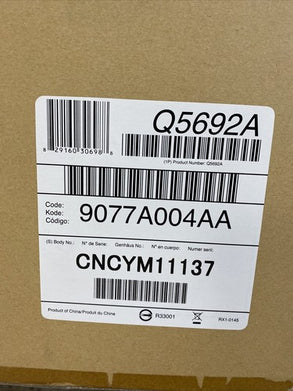 Q5692A
8 29160 30698 8
(1P) Product Number: Q5692A
Code:
Kode:
Código:
9077A004AA
(S) Body No.: N° de Serie: Genhäus No.: N° en cuerpo: Numer serii:
CNCYM11137
Product of China/Produit du China
R33001
RX1-0145